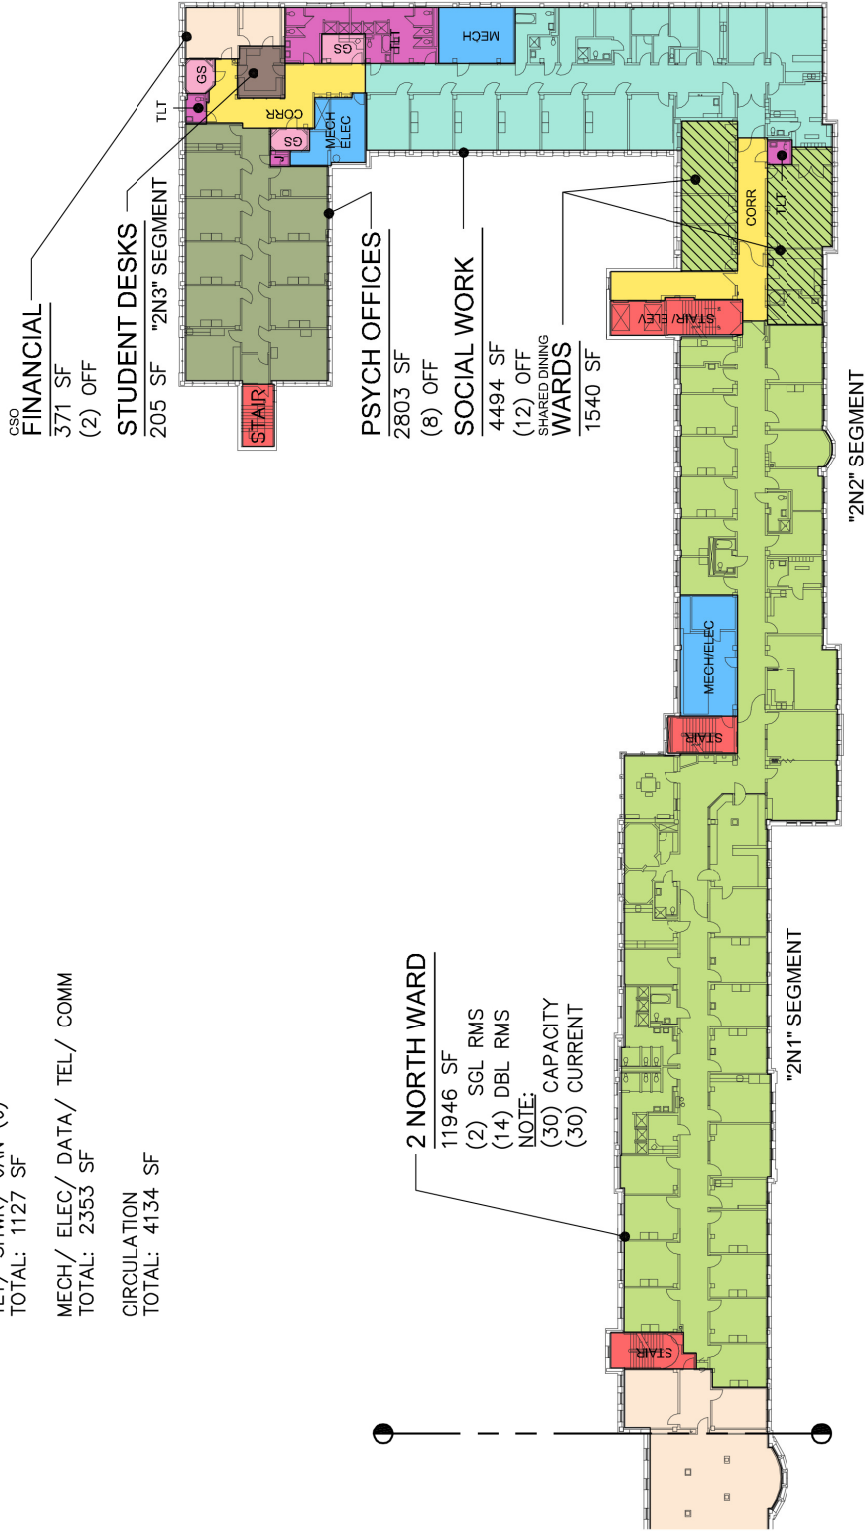 CSO
FINANCIAL
371 SF
(2) OFF
STUDENT DESKS
205 SF
"2N3" SEGMENT
PSYCH OFFICES
2803 SF
(8) OFF
SOCIAL WORK
4494 SF
(12) OFF
SHARED DINING
WARDS
1540 SF
TLT
GS
CORR
GS
J
MECH
ELEC
GS
TLT
MECH
STAIR
CORR
TLT
STAIR/ ELEV
"2N2" SEGMENT
MECH/ELEC
STAIR
2 NORTH WARD
11946 SF
(2) SGL RMS
(14) DBL RMS
NOTE:
(30) CAPACITY
(30) CURRENT
"2N1" SEGMENT
STAIR
TOTAL: 1127 SF
MECH/ ELEC/ DATA/ TEL/ COMM
TOTAL: 2353 SF
CIRCULATION
TOTAL: 4134 SF